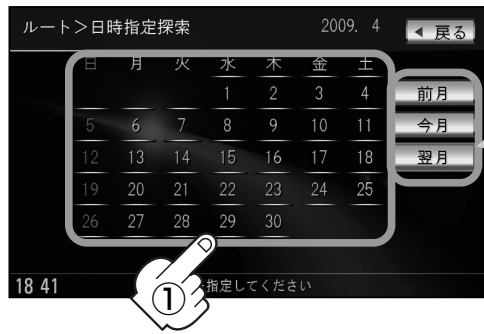 ルート＞日時指定探索 2009. 4 ◀ 戻る
日 月 火 水 木 金 土
1 2 3 4 前月
5 6 7 8 9 10 11 今月
12 13 14 15 16 17 18 翌月
19 20 21 22 23 24 25
26 27 28 29 30
18 41 指定してください
①